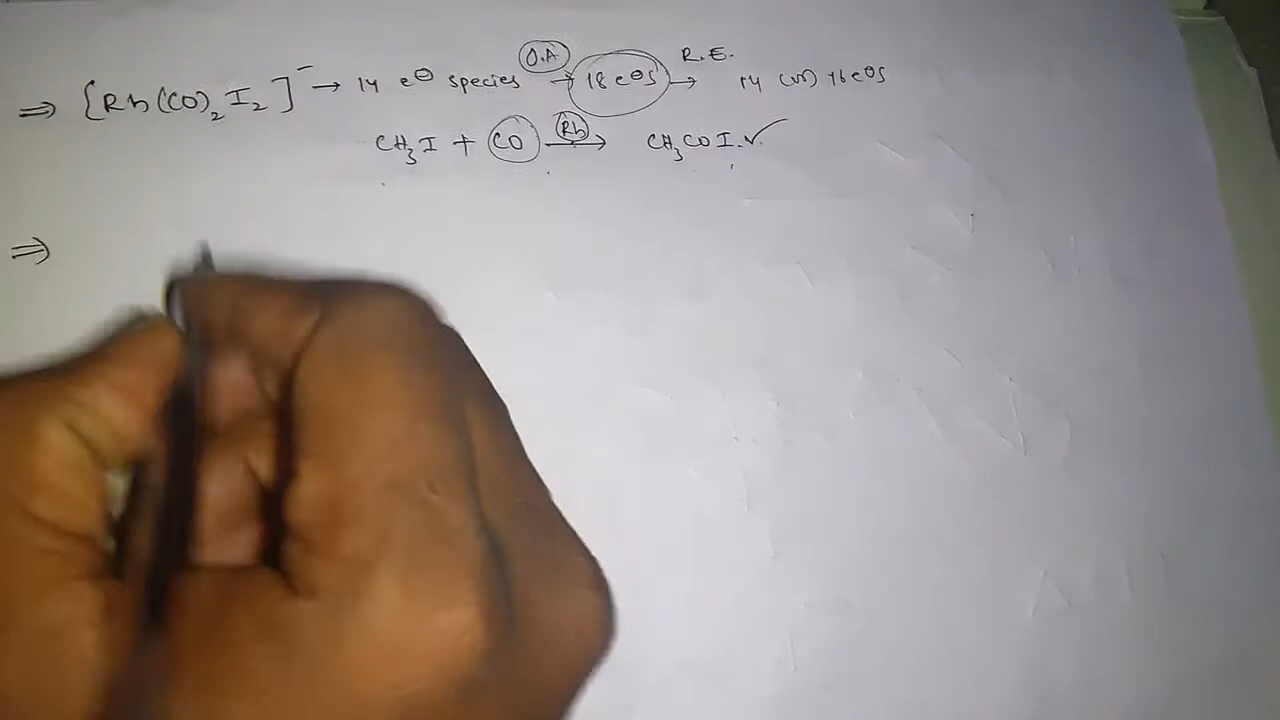 ⇒ [Rh(CO)₂I₂]⁻ → 14 e⊖ species —O.A→ 18 e⊖s —R.E.→ 14 (or) 16 e⊖s
CH₃I + CO —Rh→ CH₃COI. ✓
⇒